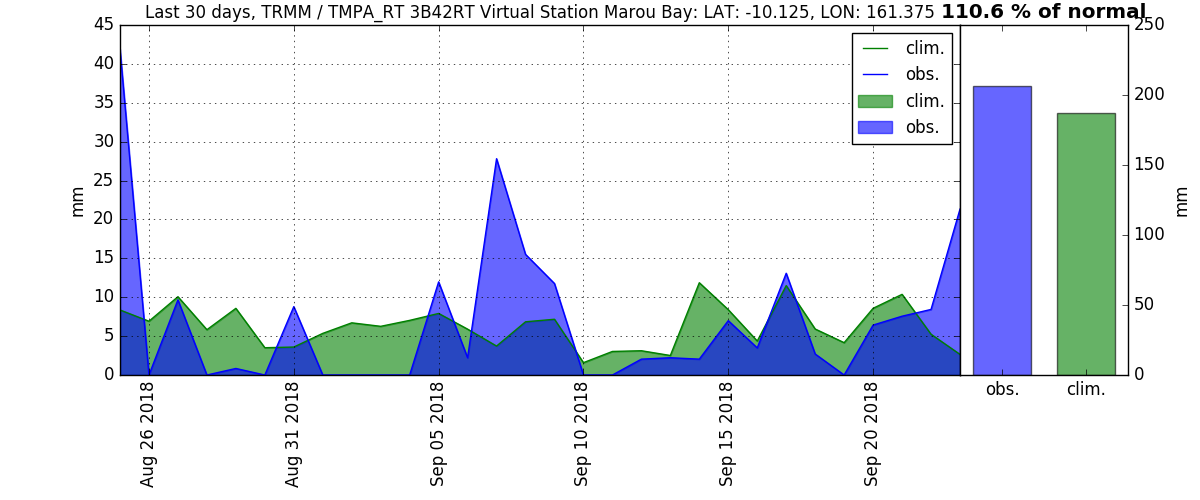 Last 30 days, TRMM / TMPA_RT 3B42RT Virtual Station Marou Bay: LAT: -10.125, LON: 161.375 110.6 % of normal
45
40
35
30
25
20
15
10
5
0
mm
clim.
obs.
clim.
obs.
250
200
150
100
50
0
mm
obs.
clim.
Aug 26 2018
Aug 31 2018
Sep 05 2018
Sep 10 2018
Sep 15 2018
Sep 20 2018